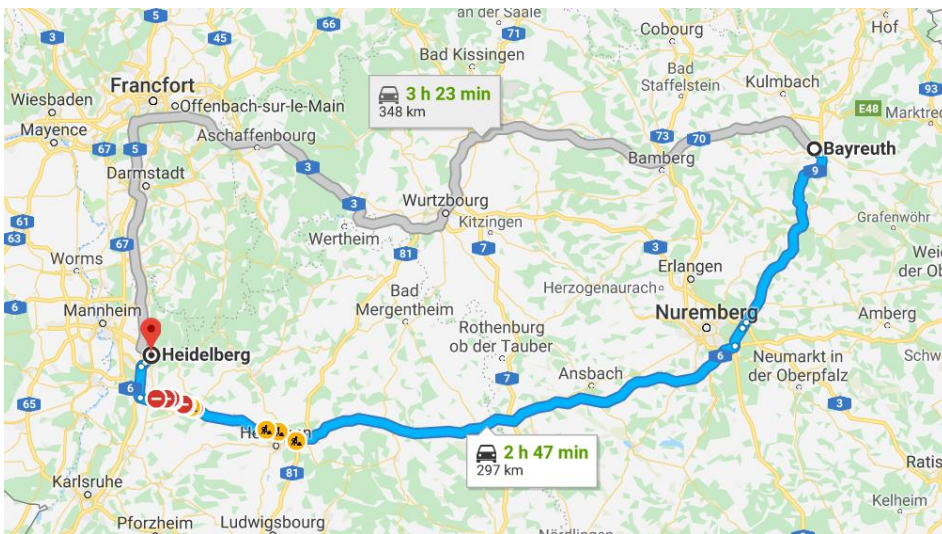 an der Saale
5
5
66
3
45
71
Coburg
Hof
Bad Kissingen
Francfort
Bad
Staffelstein
Kulmbach
93
Wiesbaden
Offenbach-sur-le-Main
3 h 23 min
348 km
E48
Marktre
Mayence
67
5
Aschaffenbourg
73
70
Bayreuth
Darmstadt
3
Bamberg
9
3
Wurtzbourg
Kitzingen
Grafenwöhr
61
63
67
Wertheim
81
7
3
Erlangen
Weid
der Ob
Worms
Bad
Mergentheim
Herzogenaurach
6
Mannheim
Rothenburg
ob der Tauber
Nuremberg
Amberg
Heidelberg
6
Neumarkt in
der Oberpfalz
Schw
6
7
Ansbach
65
3
He
n
2 h 47 min
297 km
81
Ratis
Karlsruhe
Kelheim
Pforzheim
Ludwigsbourg
Nördlingen